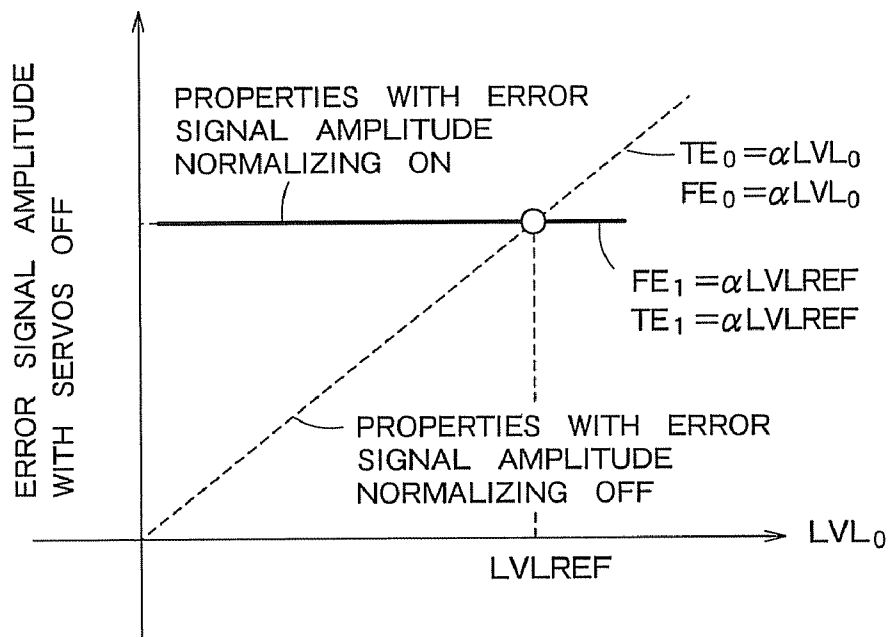 ERROR SIGNAL AMPLITUDE
WITH SERVOS OFF
PROPERTIES WITH ERROR
SIGNAL AMPLITUDE
NORMALIZING ON
TE₀=αLVL₀
FE₀=αLVL₀
FE₁=αLVLREF
TE₁=αLVLREF
PROPERTIES WITH ERROR
SIGNAL AMPLITUDE
NORMALIZING OFF
LVL₀
LVLREF